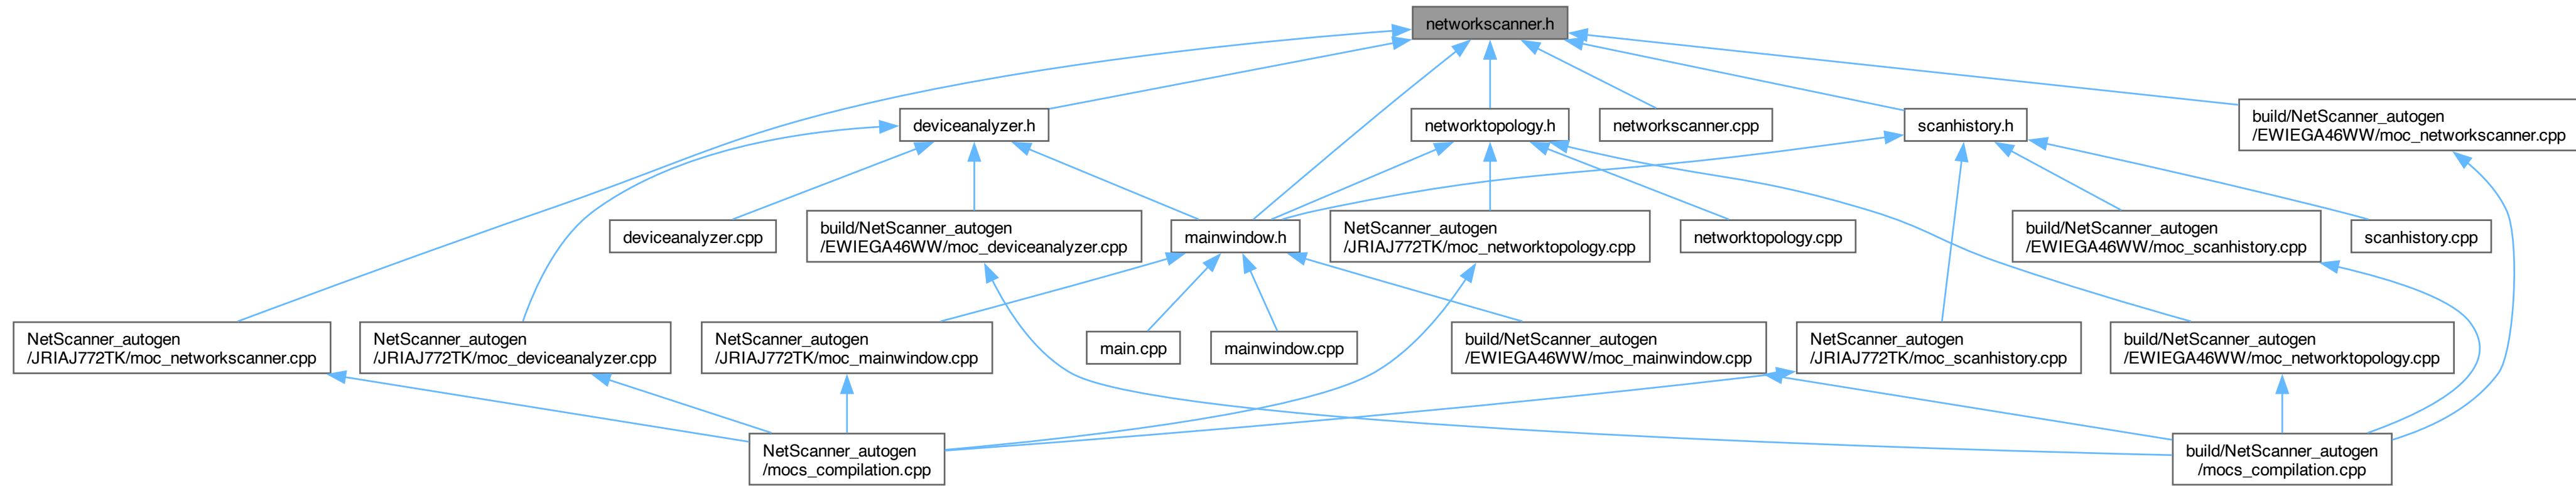 networkscanner.h
deviceanalyzer.h
networktopology.h
networkscanner.cpp
scanhistory.h
build/NetScanner_autogen
/EWIEGA46WW/moc_networkscanner.cpp
deviceanalyzer.cpp
build/NetScanner_autogen
/EWIEGA46WW/moc_deviceanalyzer.cpp
mainwindow.h
NetScanner_autogen
/JRIAJ772TK/moc_networktopology.cpp
networktopology.cpp
build/NetScanner_autogen
/EWIEGA46WW/moc_scanhistory.cpp
scanhistory.cpp
NetScanner_autogen
/JRIAJ772TK/moc_networkscanner.cpp
NetScanner_autogen
/JRIAJ772TK/moc_deviceanalyzer.cpp
NetScanner_autogen
/JRIAJ772TK/moc_mainwindow.cpp
main.cpp
mainwindow.cpp
build/NetScanner_autogen
/EWIEGA46WW/moc_mainwindow.cpp
NetScanner_autogen
/JRIAJ772TK/moc_scanhistory.cpp
build/NetScanner_autogen
/EWIEGA46WW/moc_networktopology.cpp
NetScanner_autogen
/mocs_compilation.cpp
build/NetScanner_autogen
/mocs_compilation.cpp